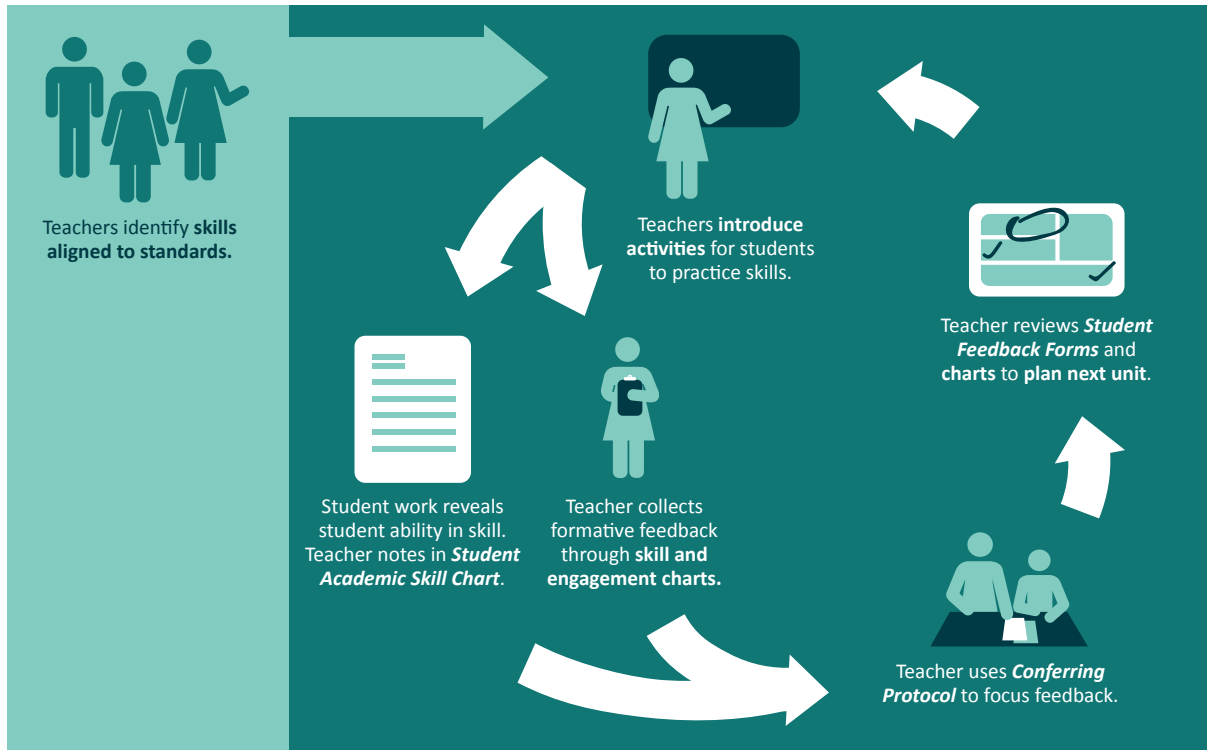 Teachers identify skills
aligned to standards.
Teachers introduce
activities for students
to practice skills.
Student work reveals
student ability in skill.
Teacher notes in Student
Academic Skill Chart.
Teacher collects
formative feedback
through skill and
engagement charts.
Teacher uses Conferring
Protocol to focus feedback.
Teacher reviews Student
Feedback Forms and
charts to plan next unit.